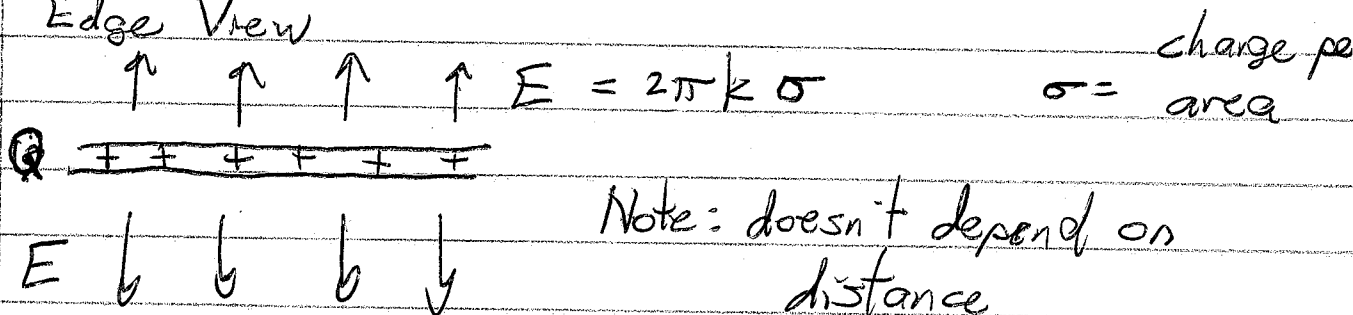 Edge View
E = 2πkσ
σ = charge pe
area
Q + + + + + +
Note: doesn't depend on
E distance